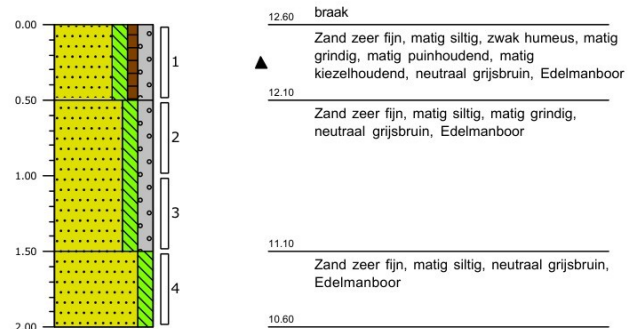 braak
0.00
12.60
Zand zeer fijn, matig siltig, zwak humeus, matig
grindig, matig puinhoudend, matig
kiezelhoudend, neutraal grijsbruin, Edelmanboor
1
0.50
12.10
Zand zeer fijn, matig siltig, matig grindig,
neutraal grijsbruin, Edelmanboor
2
1.00
3
1.50
11.10
Zand zeer fijn, matig siltig, neutraal grijsbruin,
Edelmanboor
4
2.00
10.60